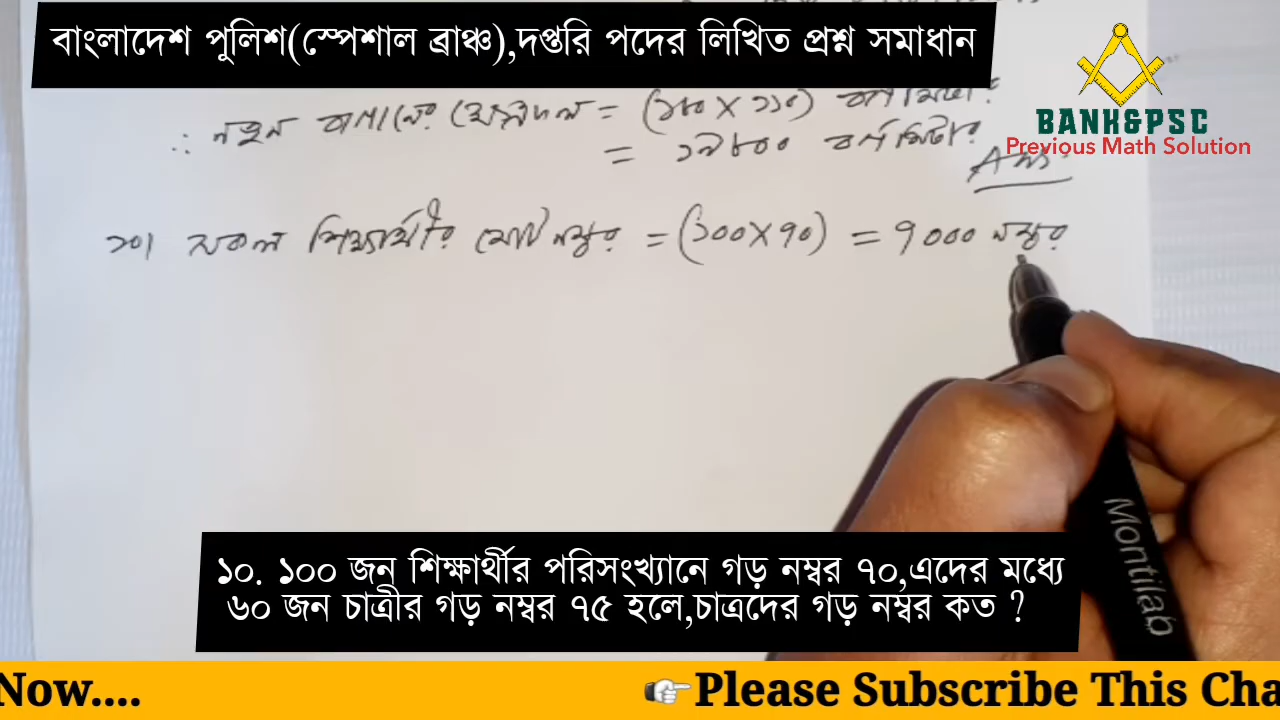 বাংলাদেশ পুলিশ(স্পেশাল ব্রাঞ্চ),দপ্তরি পদের লিখিত প্রশ্ন সমাধান
BANK&PSC
Previous Math Solution
∴ নতুন বাগানের ক্ষেত্রফল = (১৮০ × ১১০) বর্গমিটার
= ১৯৮০০ বর্গমিটার
Ans.
১০। সকল শিক্ষার্থীর মোট নম্বর = (১০০×৭০) = ৭০০০ নম্বর
Montilab
১০. ১০০ জন শিক্ষার্থীর পরিসংখ্যানে গড় নম্বর ৭০,এদের মধ্যে
৬০ জন চাত্রীর গড় নম্বর ৭৫ হলে,চাত্রদের গড় নম্বর কত ?
Now.... 👉Please Subscribe This Cha